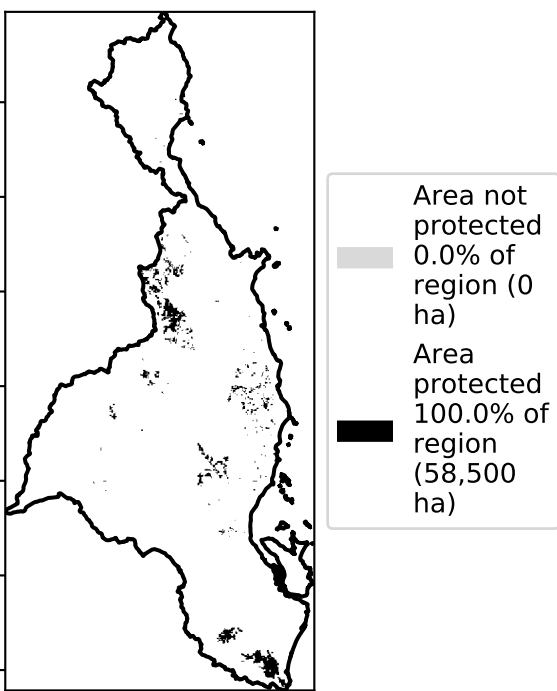 Area not
protected
0.0% of
region (0
ha)
Area
protected
100.0% of
region
(58,500
ha)